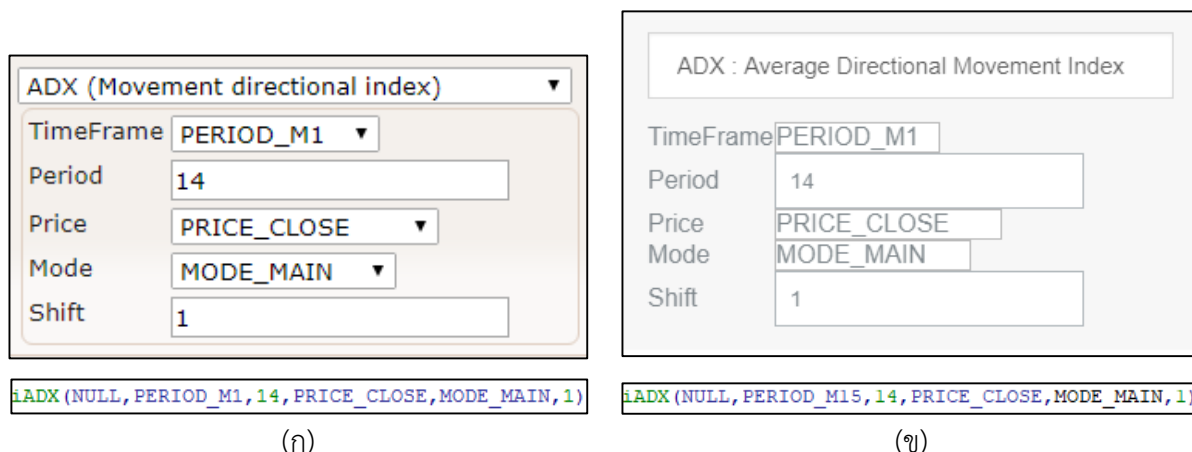 ADX (Movement directional index)
TimeFrame PERIOD_M1
Period 14
Price PRICE_CLOSE
Mode MODE_MAIN
Shift 1
iADX(NULL,PERIOD_M1,14,PRICE_CLOSE,MODE_MAIN,1)
(ก)
ADX : Average Directional Movement Index
TimeFrame PERIOD_M1
Period 14
Price PRICE_CLOSE
Mode MODE_MAIN
Shift 1
iADX(NULL,PERIOD_M15,14,PRICE_CLOSE,MODE_MAIN,1)
(ข)